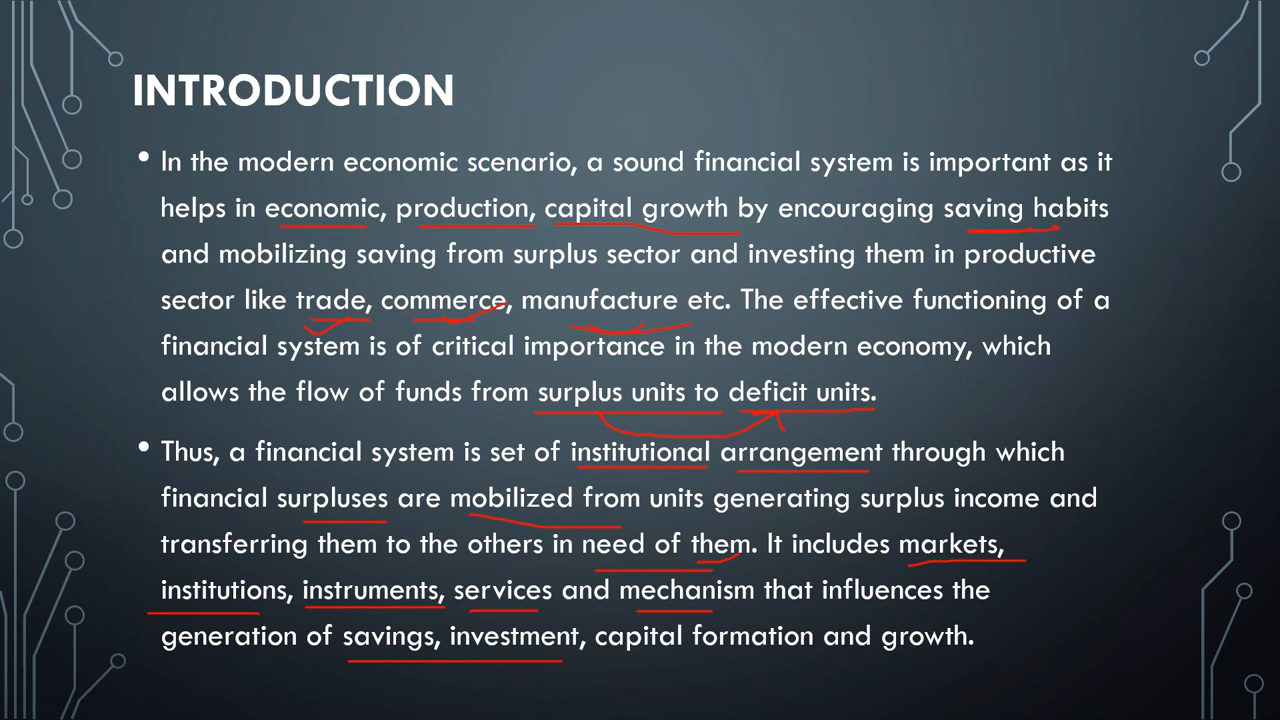 INTRODUCTION
• In the modern economic scenario, a sound financial system is important as it
helps in economic, production, capital growth by encouraging saving habits
and mobilizing saving from surplus sector and investing them in productive
sector like trade, commerce, manufacture etc. The effective functioning of a
financial system is of critical importance in the modern economy, which
allows the flow of funds from surplus units to deficit units.
• Thus, a financial system is set of institutional arrangement through which
financial surpluses are mobilized from units generating surplus income and
transferring them to the others in need of them. It includes markets,
institutions, instruments, services and mechanism that influences the
generation of savings, investment, capital formation and growth.